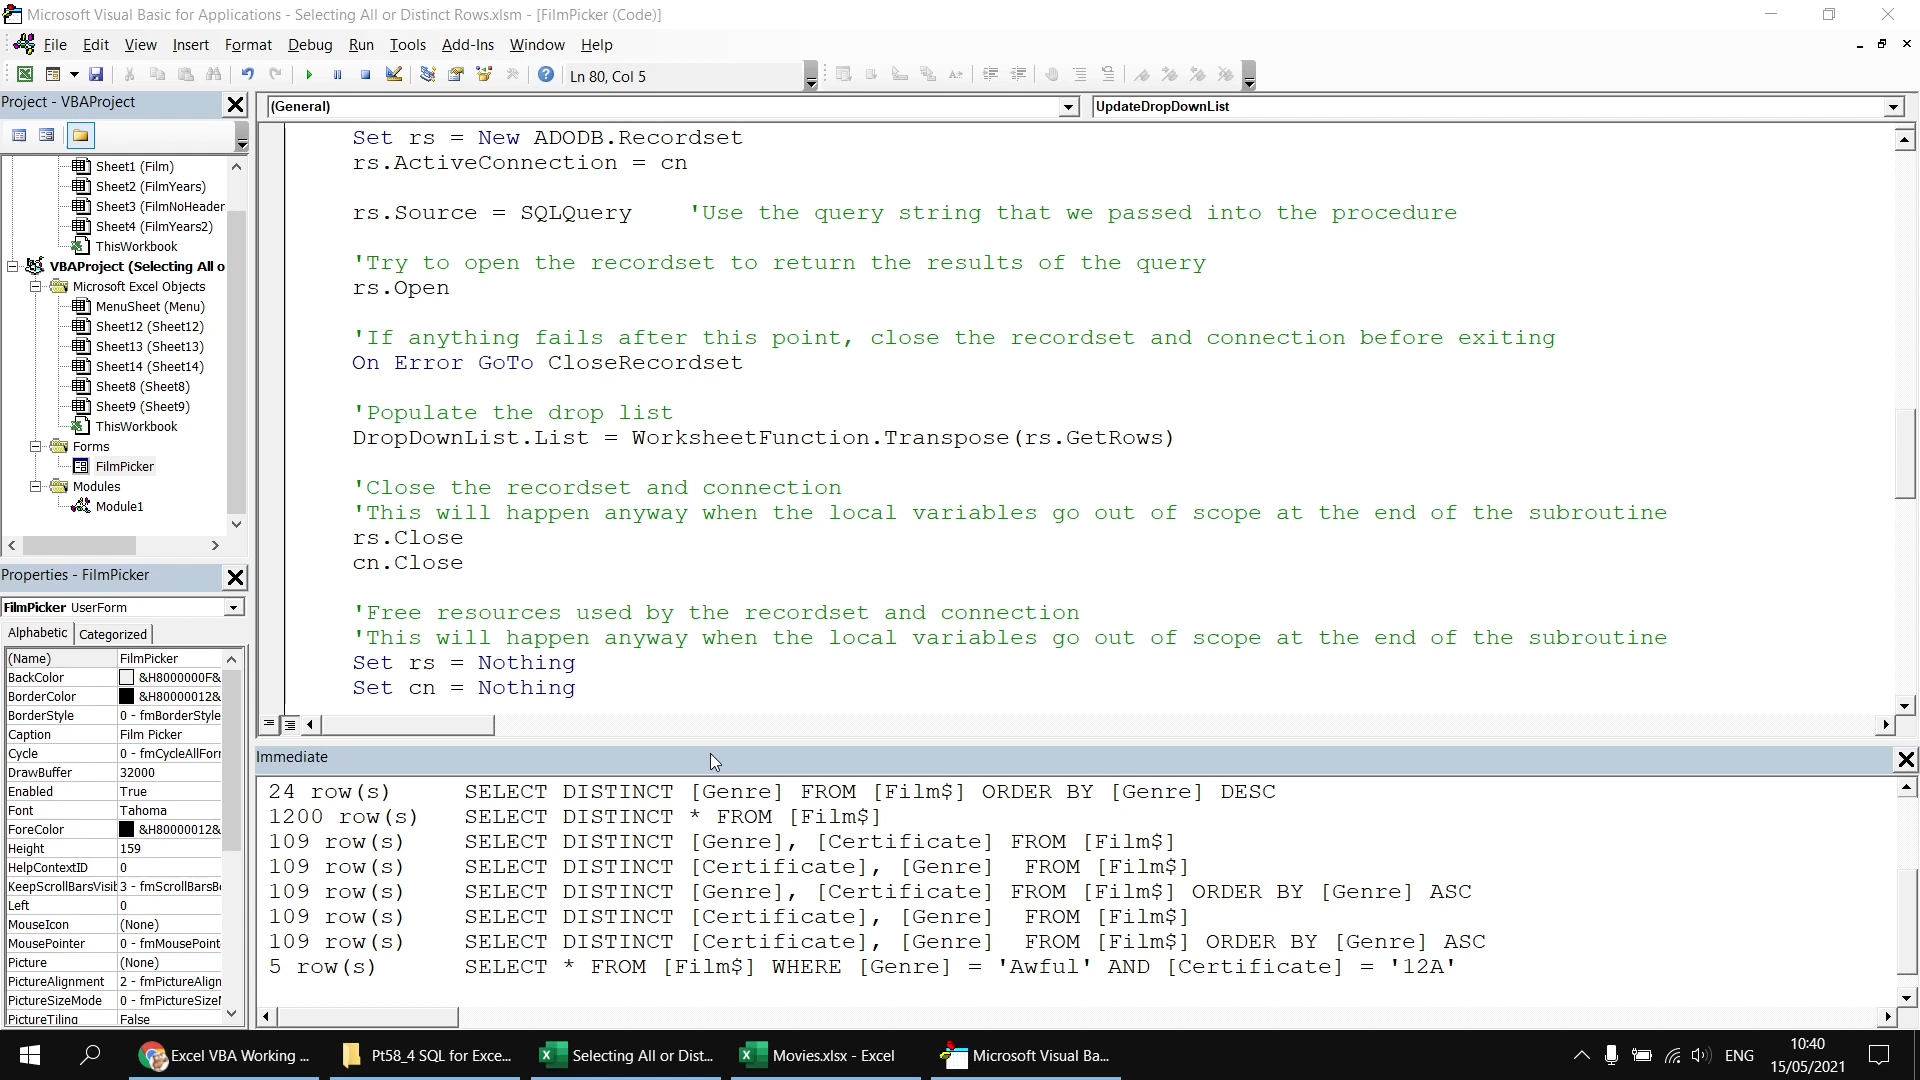 Microsoft Visual Basic for Applications - Selecting All or Distinct Rows.xlsm - [FilmPicker (Code)]
File Edit View Insert Format Debug Run Tools Add-Ins Window Help
Ln 80, Col 5
Project - VBAProject
(General)
UpdateDropDownList
Sheet1 (Film)
Sheet2 (FilmYears)
Sheet3 (FilmNoHeader
Sheet4 (FilmYears2)
ThisWorkbook
VBAProject (Selecting All o
Microsoft Excel Objects
MenuSheet (Menu)
Sheet12 (Sheet12)
Sheet13 (Sheet13)
Sheet14 (Sheet14)
Sheet8 (Sheet8)
Sheet9 (Sheet9)
ThisWorkbook
Forms
FilmPicker
Modules
Module1
Set rs = New ADODB.Recordset
rs.ActiveConnection = cn
rs.Source = SQLQuery 'Use the query string that we passed into the procedure
'Try to open the recordset to return the results of the query
rs.Open
'If anything fails after this point, close the recordset and connection before exiting
On Error GoTo CloseRecordset
'Populate the drop list
DropDownList.List = WorksheetFunction.Transpose(rs.GetRows)
'Close the recordset and connection
'This will happen anyway when the local variables go out of scope at the end of the subroutine
rs.Close
cn.Close
'Free resources used by the recordset and connection
'This will happen anyway when the local variables go out of scope at the end of the subroutine
Set rs = Nothing
Set cn = Nothing
Properties - FilmPicker
FilmPicker UserForm
Alphabetic Categorized
(Name) FilmPicker
BackColor &H8000000F&
BorderColor &H80000012&
BorderStyle 0 - fmBorderStyle
Caption Film Picker
Cycle 0 - fmCycleAllForr
DrawBuffer 32000
Enabled True
Font Tahoma
ForeColor &H80000012&
Height 159
HelpContextID 0
KeepScrollBarsVisib 3 - fmScrollBarsB
Left 0
MouseIcon (None)
MousePointer 0 - fmMousePoint
Picture (None)
PictureAlignment 2 - fmPictureAlign
PictureSizeMode 0 - fmPictureSize
PictureTiling False
Immediate
24 row(s) SELECT DISTINCT [Genre] FROM [Film$] ORDER BY [Genre] DESC
1200 row(s) SELECT DISTINCT * FROM [Film$]
109 row(s) SELECT DISTINCT [Genre], [Certificate] FROM [Film$]
109 row(s) SELECT DISTINCT [Certificate], [Genre] FROM [Film$]
109 row(s) SELECT DISTINCT [Genre], [Certificate] FROM [Film$] ORDER BY [Genre] ASC
109 row(s) SELECT DISTINCT [Certificate], [Genre] FROM [Film$]
109 row(s) SELECT DISTINCT [Certificate], [Genre] FROM [Film$] ORDER BY [Genre] ASC
5 row(s) SELECT * FROM [Film$] WHERE [Genre] = 'Awful' AND [Certificate] = '12A'
Excel VBA Working ... Pt58_4 SQL for Exce... Selecting All or Dist... Movies.xlsx - Excel Microsoft Visual Ba... ENG 10:40
15/05/2021